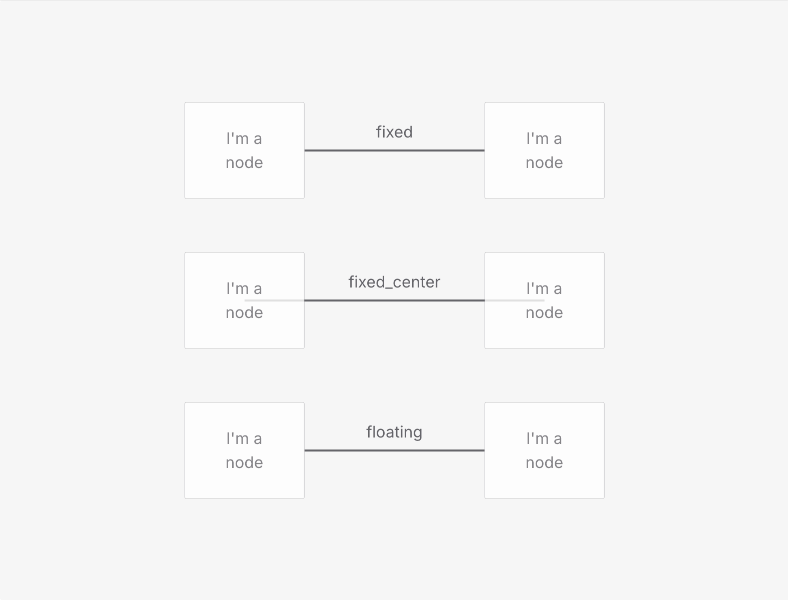 I'm a
node
fixed
I'm a
node
I'm a
node
fixed_center
I'm a
node
I'm a
node
floating
I'm a
node